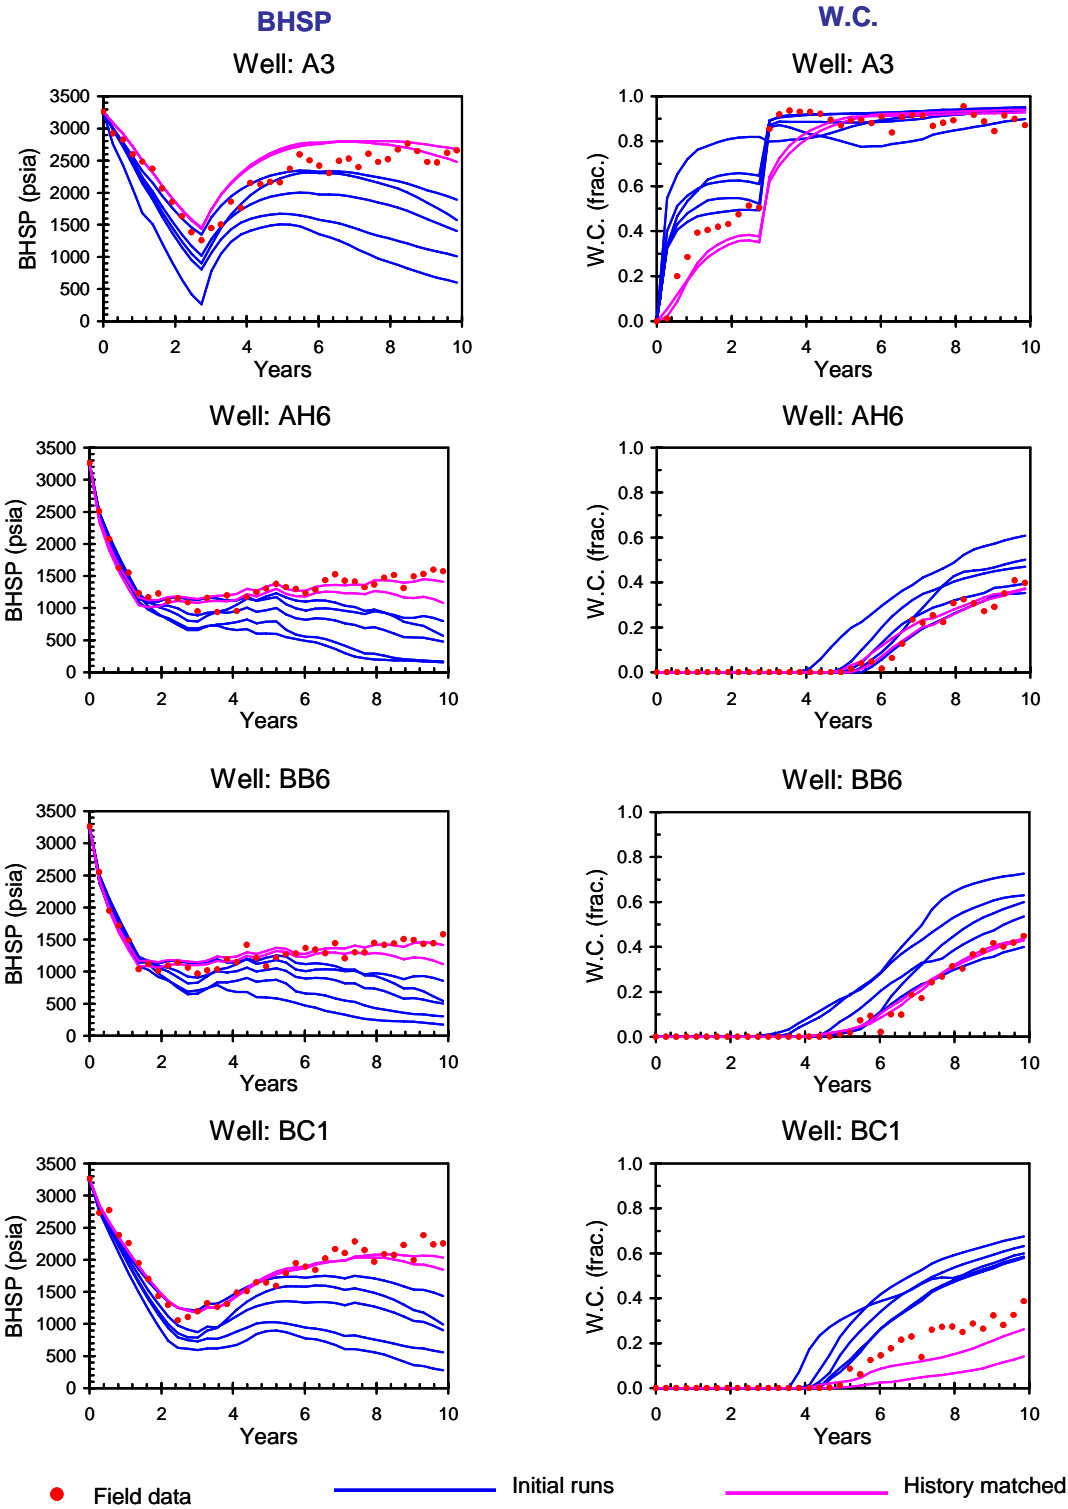 BHSP
W.C.
Well: A3
Well: A3
3500
3000
2500
2000
1500
1000
500
0
BHSP (psia)
0 2 4 6 8 10
Years
1.0
0.8
0.6
0.4
0.2
0.0
W.C. (frac.)
0 2 4 6 8 10
Years
Well: AH6
Well: AH6
3500
3000
2500
2000
1500
1000
500
0
BHSP (psia)
0 2 4 6 8 10
Years
1.0
0.8
0.6
0.4
0.2
0.0
W.C. (frac.)
0 2 4 6 8 10
Years
Well: BB6
Well: BB6
3500
3000
2500
2000
1500
1000
500
0
BHSP (psia)
0 2 4 6 8 10
Years
1.0
0.8
0.6
0.4
0.2
0.0
W.C. (frac.)
0 2 4 6 8 10
Years
Well: BC1
Well: BC1
3500
3000
2500
2000
1500
1000
500
0
BHSP (psia)
0 2 4 6 8 10
Years
1.0
0.8
0.6
0.4
0.2
0.0
W.C. (frac.)
0 2 4 6 8 10
Years
Field data
Initial runs
History matched